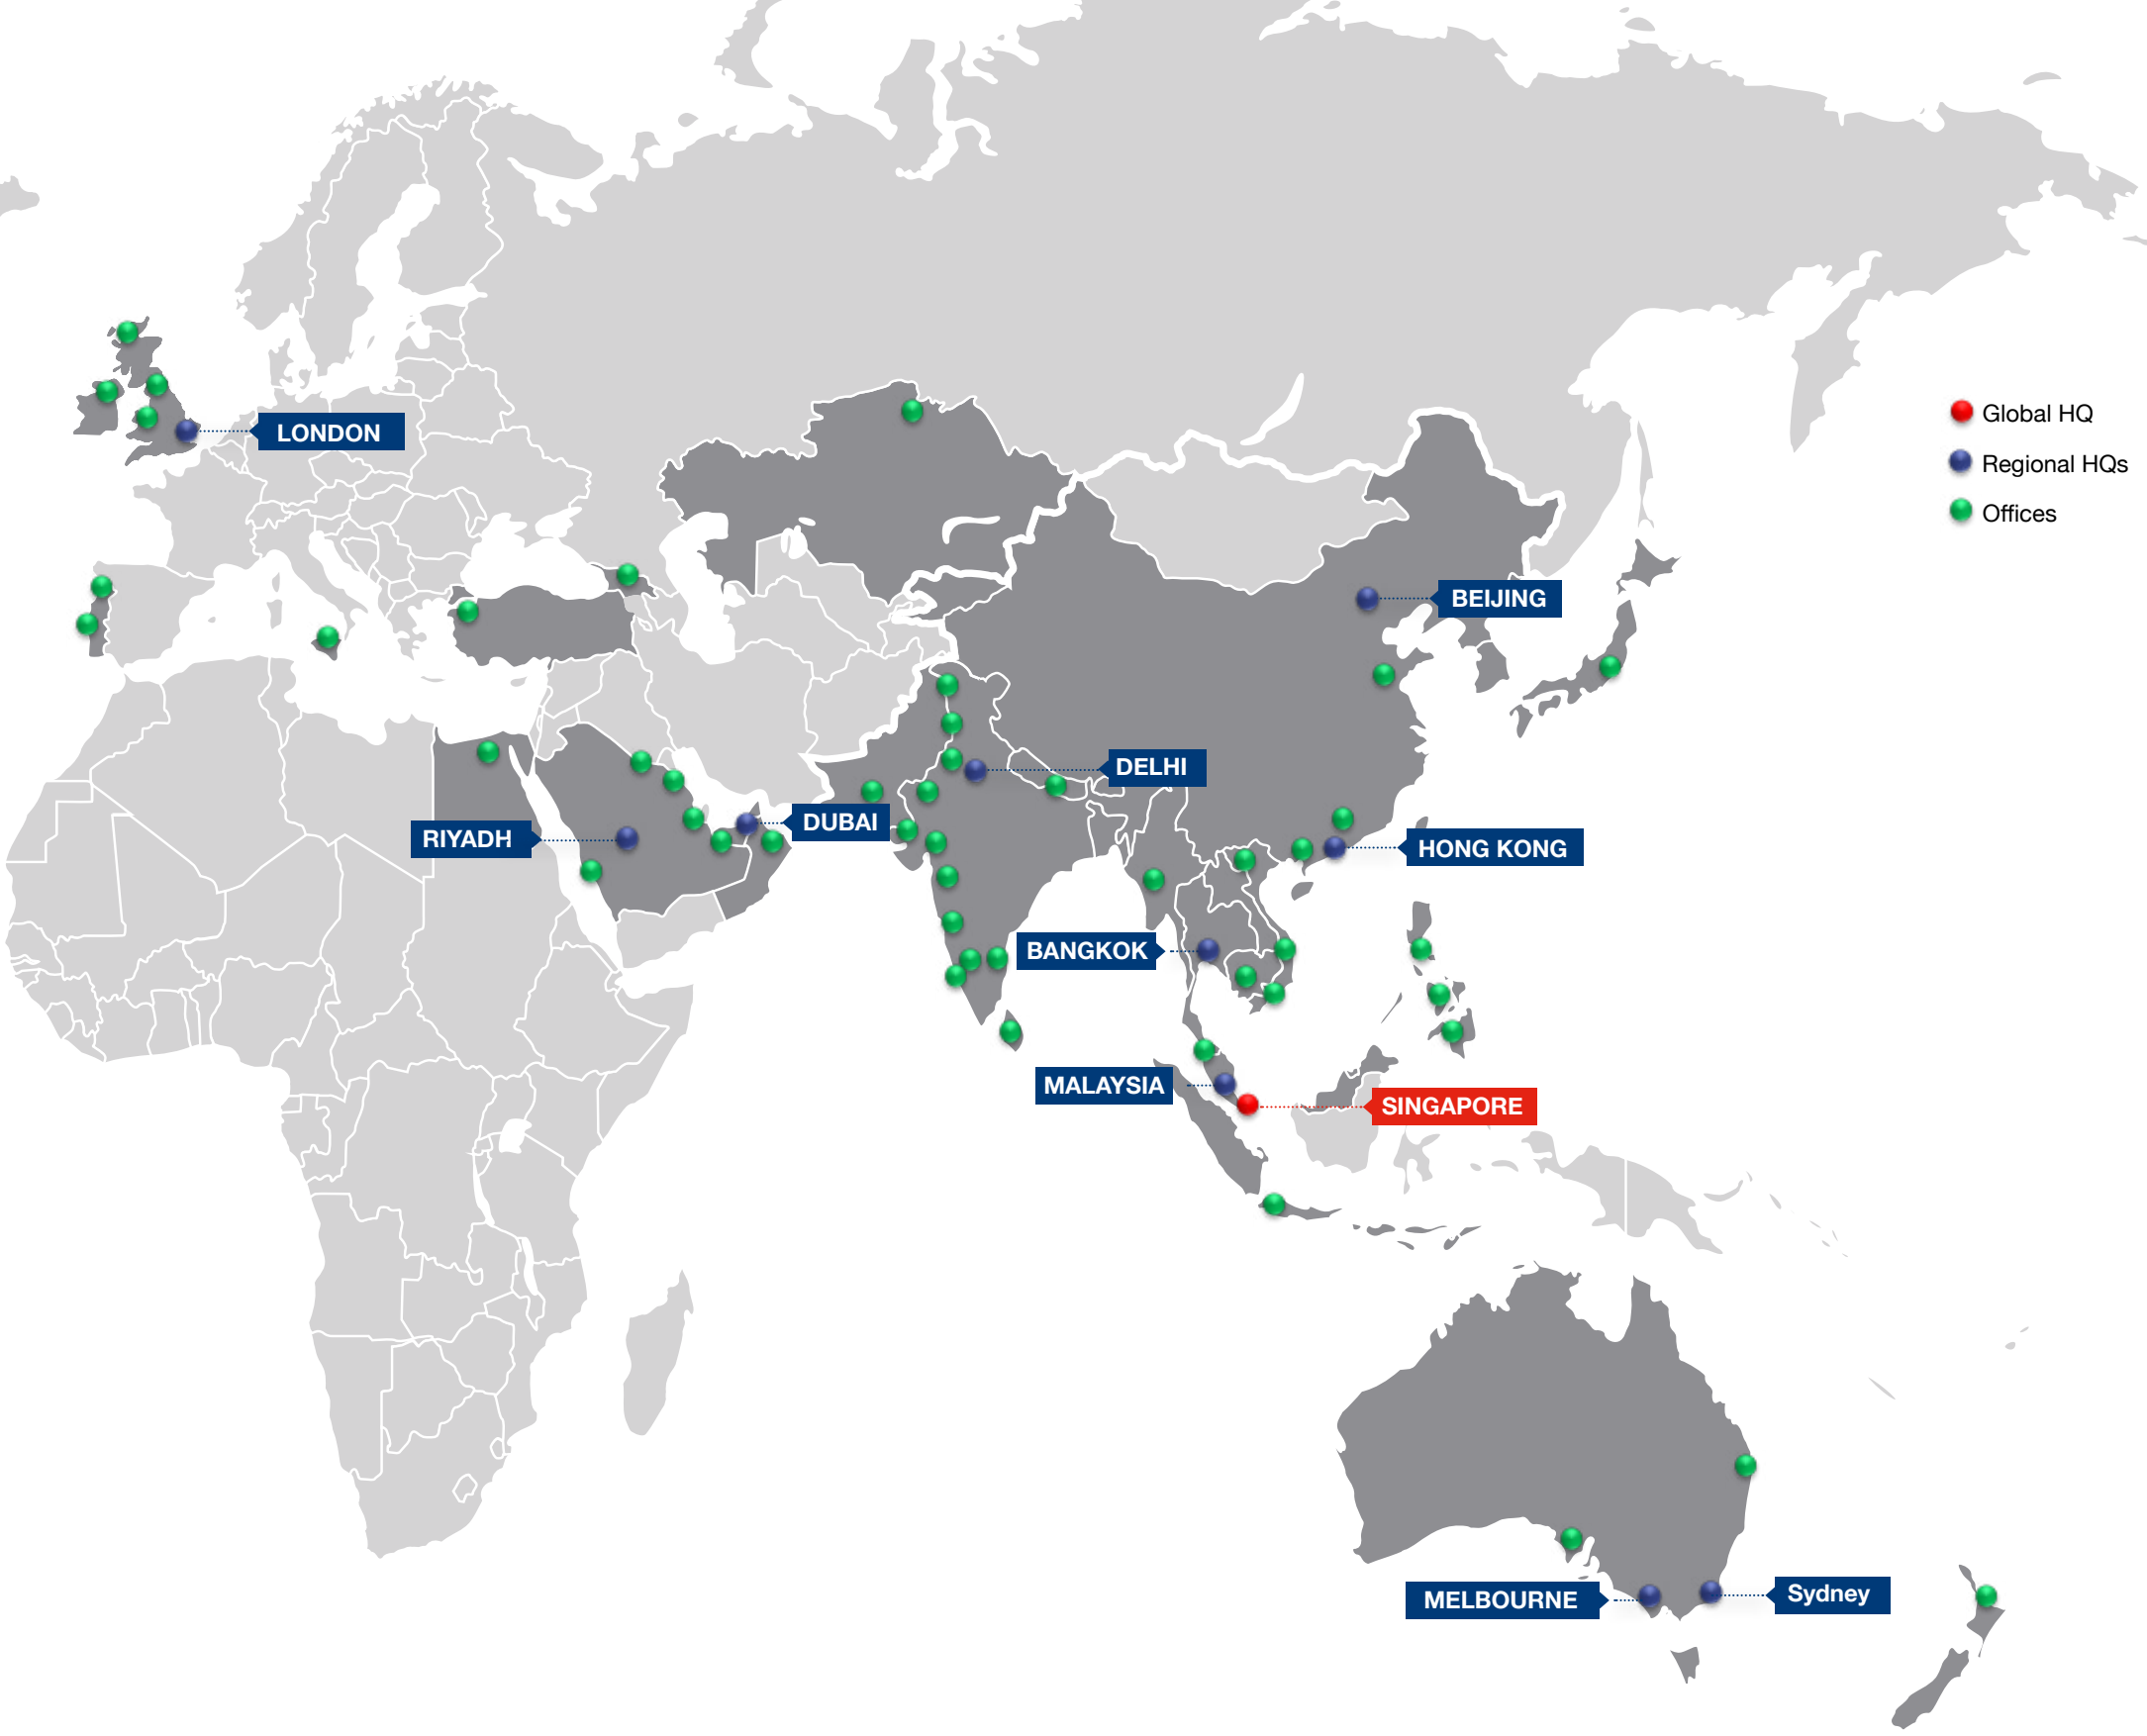 Global HQ
LONDON
Regional HQs
Offices
BEIJING
DELHI
DUBAI
RIYADH
HONG KONG
BANGKOK
MALAYSIA
SINGAPORE
MELBOURNE
Sydney